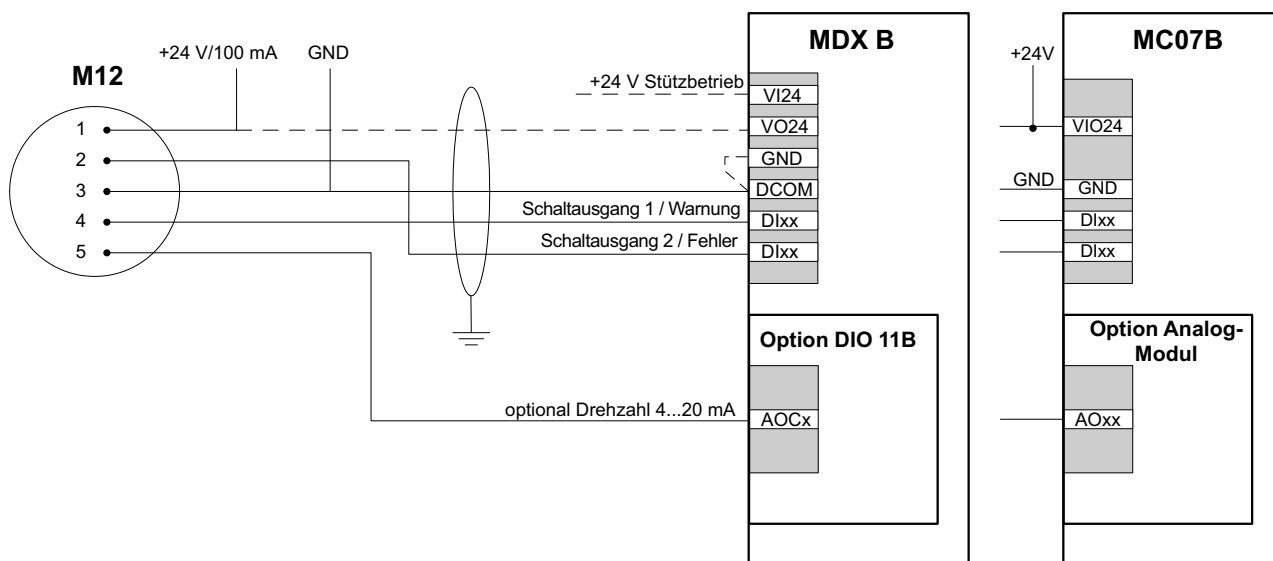 M12
+24 V/100 mA
GND
1
2
3
4
5
MDX B
+24 V Stützbetrieb
VI24
VO24
GND
DCOM
Schaltausgang 1 / Warnung
DIxx
Schaltausgang 2 / Fehler
DIxx
Option DIO 11B
optional Drehzahl 4...20 mA
AOCx
MC07B
+24V
VIO24
GND
GND
DIxx
DIxx
Option Analog-
Modul
AOxx